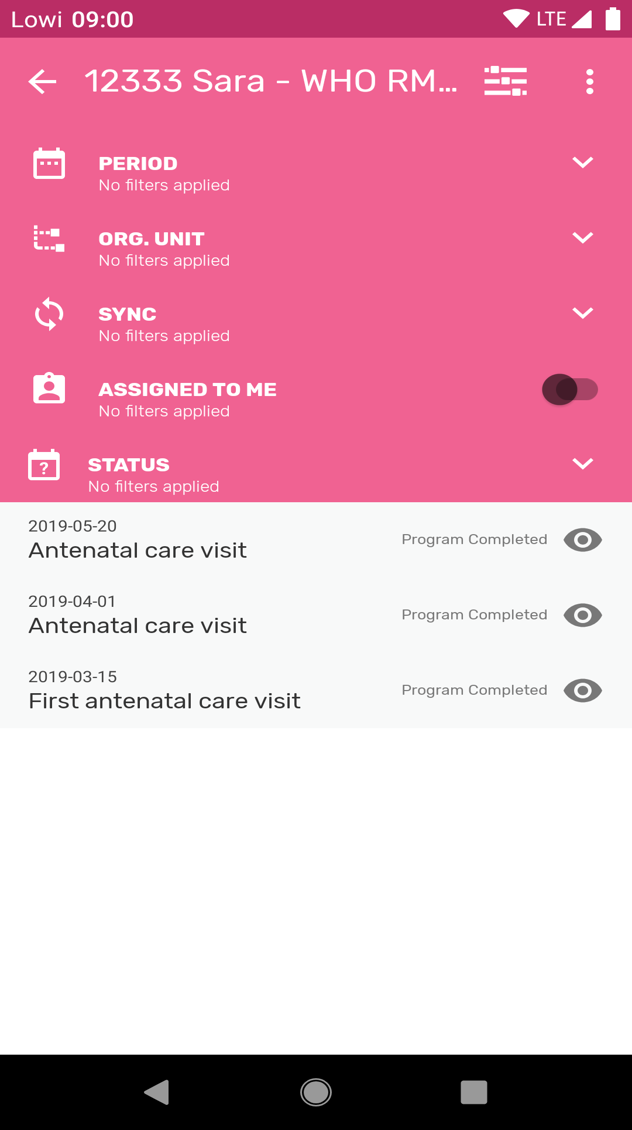 Lowi 09:00 LTE
12333 Sara - WHO RM...
PERIOD
No filters applied
ORG. UNIT
No filters applied
SYNC
No filters applied
ASSIGNED TO ME
No filters applied
?
STATUS
No filters applied
2019-05-20
Antenatal care visit
Program Completed
2019-04-01
Antenatal care visit
Program Completed
2019-03-15
First antenatal care visit
Program Completed